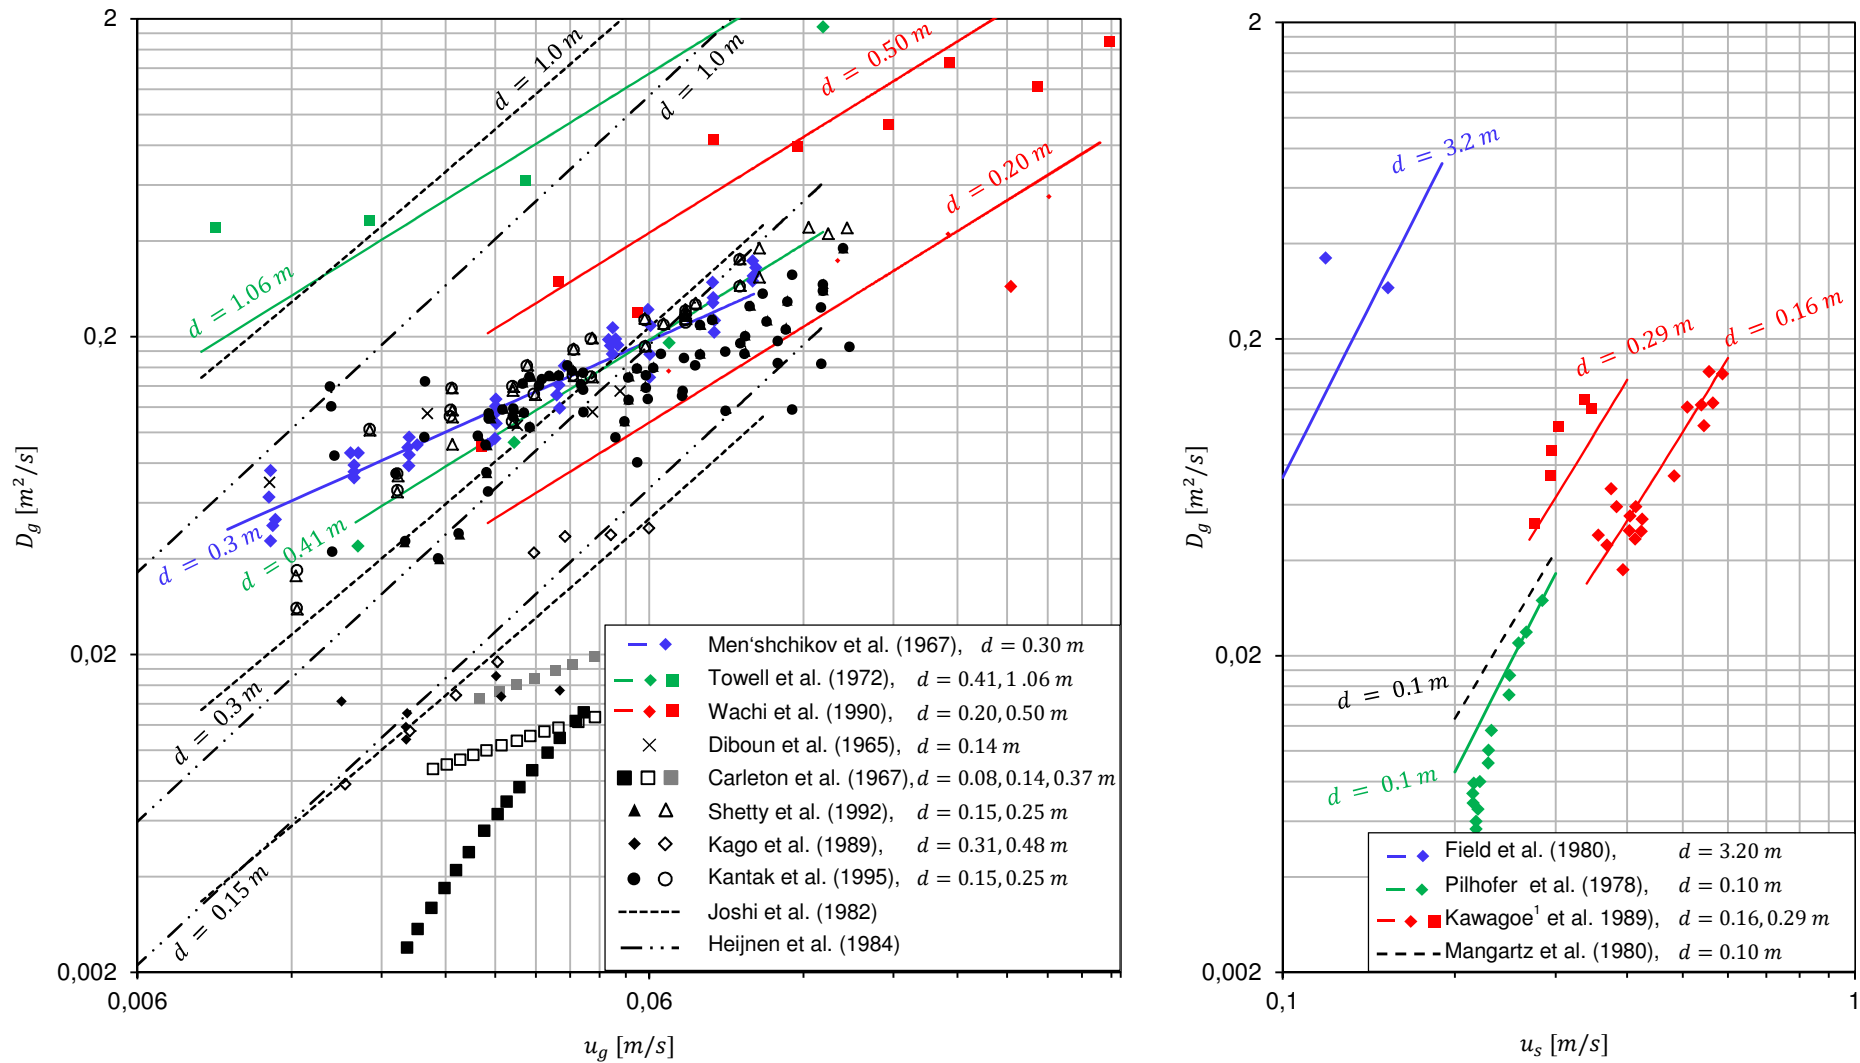 2
0,2
0,02
0,002
0,006
0,06
D_g [m²/s]
u_g [m/s]
d = 1.0 m
d = 1.0 m
d = 0.50 m
d = 0.20 m
d = 1.06 m
d = 0.3 m
d = 0.41 m
d = 0.3 m
d = 0.15 m
Men‘shchikov et al. (1967), d = 0.30 m
Towell et al. (1972), d = 0.41, 1 .06 m
Wachi et al. (1990), d = 0.20, 0.50 m
Diboun et al. (1965), d = 0.14 m
Carleton et al. (1967), d = 0.08, 0.14, 0.37 m
Shetty et al. (1992), d = 0.15, 0.25 m
Kago et al. (1989), d = 0.31, 0.48 m
Kantak et al. (1995), d = 0.15, 0.25 m
Joshi et al. (1982)
Heijnen et al. (1984)
2
0,2
0,02
0,002
0,1
1
D_g [m²/s]
u_s [m/s]
d = 3.2 m
d = 0.29 m
d = 0.16 m
d = 0.1 m
d = 0.1 m
Field et al. (1980), d = 3.20 m
Pilhofer et al. (1978), d = 0.10 m
Kawagoe¹ et al. 1989), d = 0.16, 0.29 m
Mangartz et al. (1980), d = 0.10 m